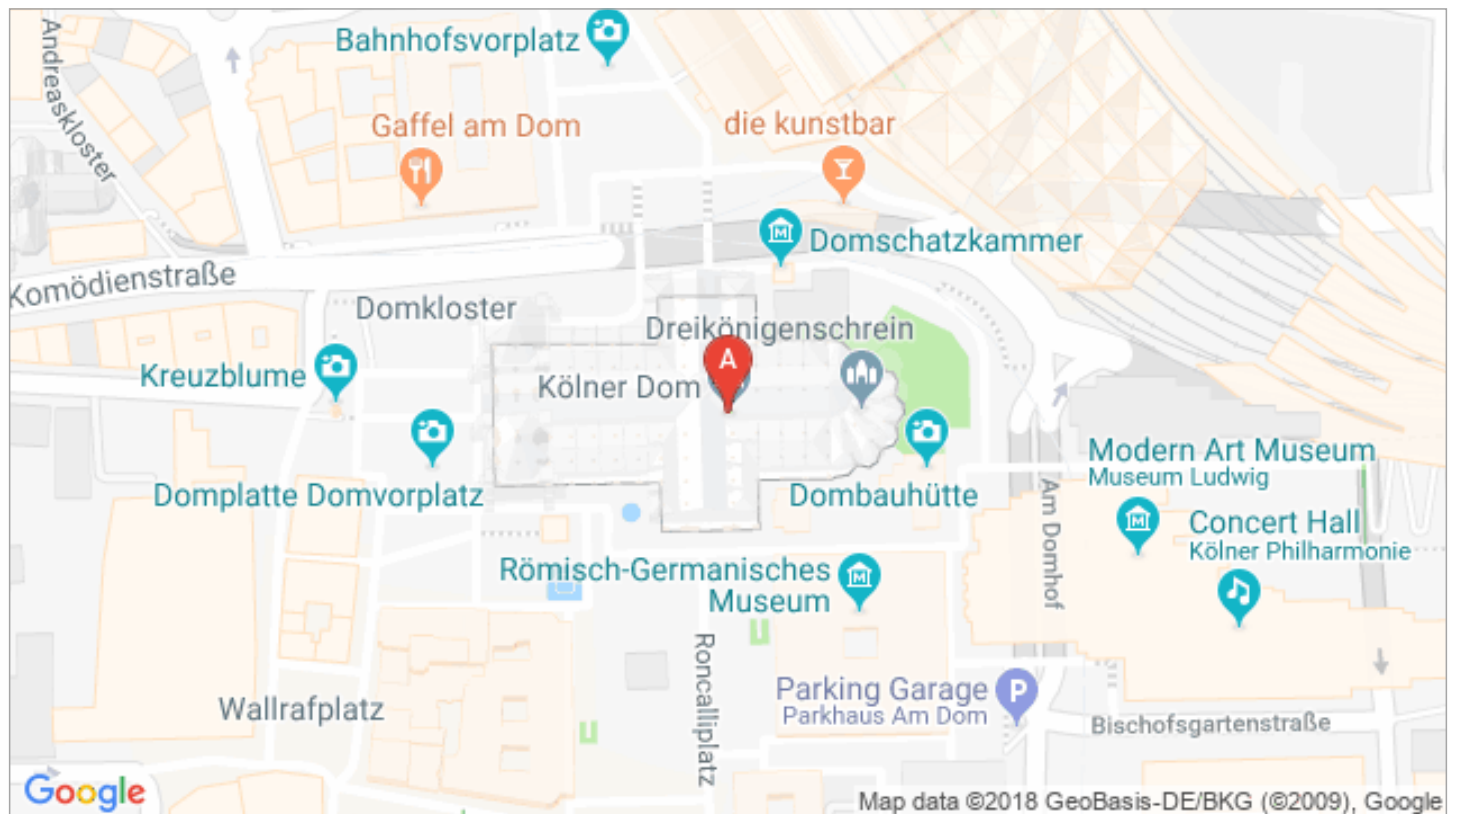 Andreaskloster
Bahnhofsvorplatz
Gaffel am Dom
die kunstbar
Domschatzkammer
Komödienstraße
Domkloster
Dreikönigenschrein
A
Kreuzblume
Kölner Dom
Domplatte Domvorplatz
Dombauhütte
Modern Art Museum
Museum Ludwig
Am Domhof
Concert Hall
Kölner Philharmonie
Römisch-Germanisches
Museum
Roncalliplatz
Parking Garage
Parkhaus Am Dom
P
Wallrafplatz
Bischofsgartenstraße
Google
Map data ©2018 GeoBasis-DE/BKG (©2009), Google